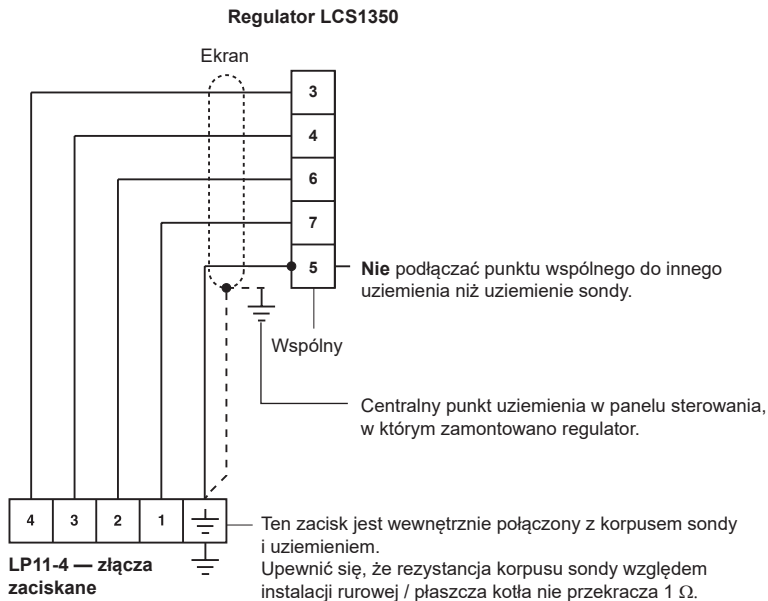 Regulator LCS1350
Ekran
3
4
6
7
5
Nie podłączać punktu wspólnego do innego
uziemienia niż uziemienie sondy.
Wspólny
Centralny punkt uziemienia w panelu sterowania,
w którym zamontowano regulator.
4 3 2 1
Ten zacisk jest wewnętrznie połączony z korpusem sondy
i uziemieniem.
Upewnić się, że rezystancja korpusu sondy względem
instalacji rurowej / płaszcza kotła nie przekracza 1 Ω.
LP11-4 — złącza
zaciskane